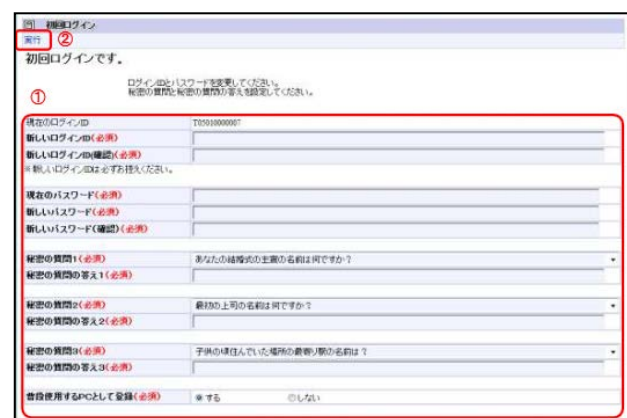 初回ログイン
実行 ②
初回ログインです。
ログインIDとパスワードを変更してください。
秘密の質問と秘密の質問の答えを設定してください。
①
現在のログインID T05010000007
新しいログインID(必須)
新しいログインID(確認)(必須)
※新しいログインIDは必ずお控えください。
現在のパスワード(必須)
新しいパスワード(必須)
新しいパスワード(確認)(必須)
秘密の質問1(必須) あなたの結婚式の主賓の名前は何ですか?
秘密の質問の答え1(必須)
秘密の質問2(必須) 最初の上司の名前は何ですか?
秘密の質問の答え2(必須)
秘密の質問3(必須) 子供の頃住んでいた場所の最寄り駅の名前は?
秘密の質問の答え3(必須)
普段使用するPCとして登録(必須) する しない